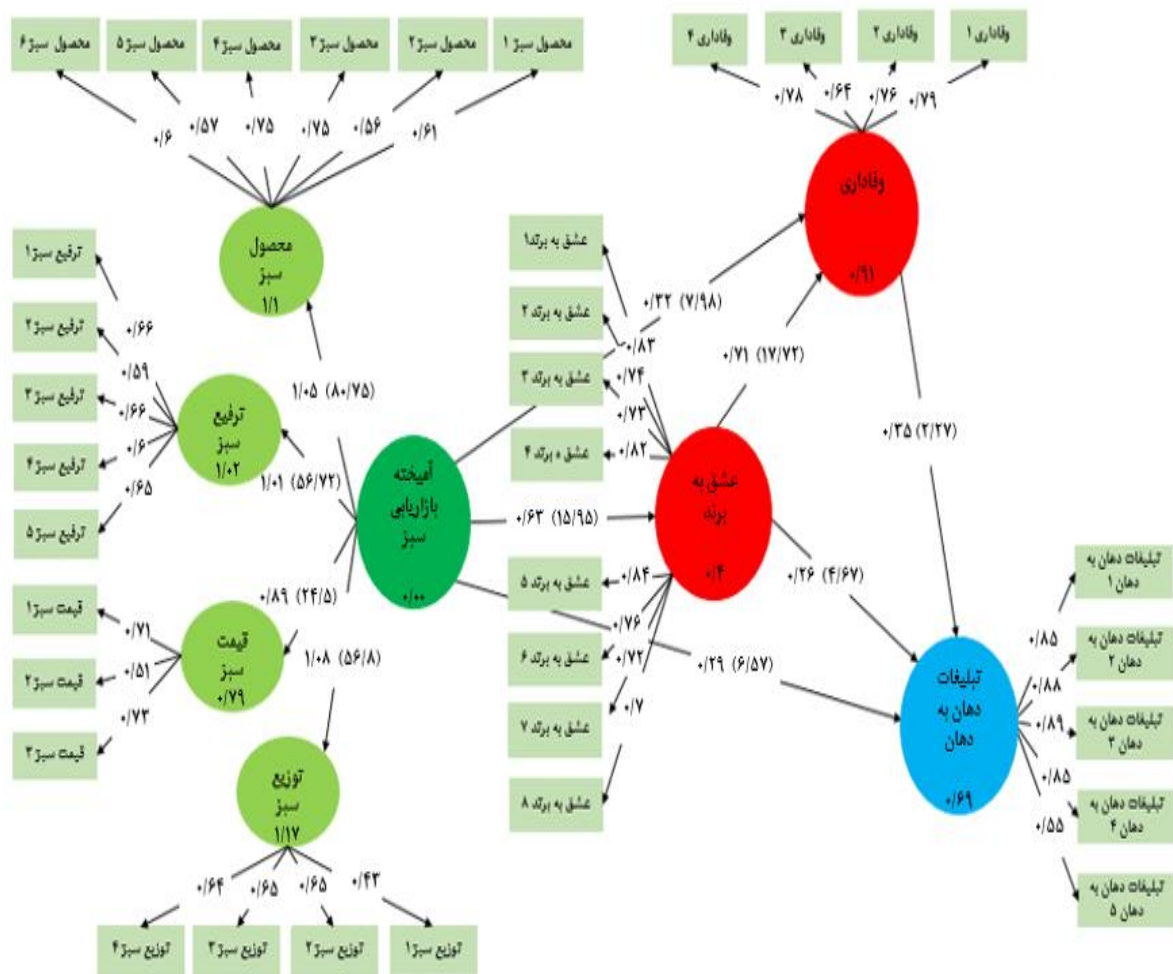 محصول سبز ۱
محصول سبز ۲
محصول سبز ۳
محصول سبز ۴
محصول سبز ۵
محصول سبز ۶
۰/۶۱
۰/۵۶
۰/۷۵
۰/۷۵
۰/۵۷
۰/۶
محصول
سبز
۱/۱
وفاداری ۱
وفاداری ۲
وفاداری ۳
وفاداری ۴
۰/۷۹
۰/۷۶
۰/۶۴
۰/۷۸
وفاداری
۰/۹۱
ترفیع سبز ۱
ترفیع سبز ۲
ترفیع سبز ۳
ترفیع سبز ۴
ترفیع سبز ۵
۰/۶۶
۰/۵۹
۰/۶۶
۰/۶
۰/۶۵
ترفیع
سبز
۱/۰۲
قیمت سبز ۱
قیمت سبز ۲
قیمت سبز ۳
۰/۷۱
۰/۵۱
۰/۷۳
قیمت
سبز
۰/۷۹
توزیع
سبز
۱/۱۷
۰/۴۳
۰/۶۵
۰/۶۵
۰/۶۴
توزیع سبز ۱
توزیع سبز ۲
توزیع سبز ۳
توزیع سبز ۴
۱/۰۵ (۸۰/۷۵)
۱/۰۱ (۵۶/۷۲)
۰/۸۹ (۲۴/۵)
۱/۰۸ (۵۶/۸)
آمیخته
بازاریابی
سبز
۰/۰۰
۰/۳۲ (۷/۹۸)
۰/۶۳ (۱۵/۹۵)
۰/۲۹ (۶/۵۷)
عشق به برند۱
عشق به برند ۲
عشق به برند ۳
عشق ه برند ۴
عشق به برند ۵
عشق به برند ۶
عشق به برند ۷
عشق به برند ۸
۰/۸۳
۰/۷۴
۰/۷۳
۰/۸۲
۰/۸۴
۰/۷۶
۰/۷۲
۰/۷
عشق به
برند
۰/۴
۰/۷۱ (۱۷/۷۲)
۰/۳۵ (۲/۲۷)
۰/۲۶ (۴/۶۷)
تبلیغات
دهان به
دهان
۰/۶۹
۰/۸۵
۰/۸۸
۰/۸۹
۰/۸۵
۰/۵۵
تبلیغات دهان به
دهان ۱
تبلیغات دهان به
دهان ۲
تبلیغات دهان به
دهان ۳
تبلیغات دهان به
دهان ۴
تبلیغات دهان به
دهان ۵